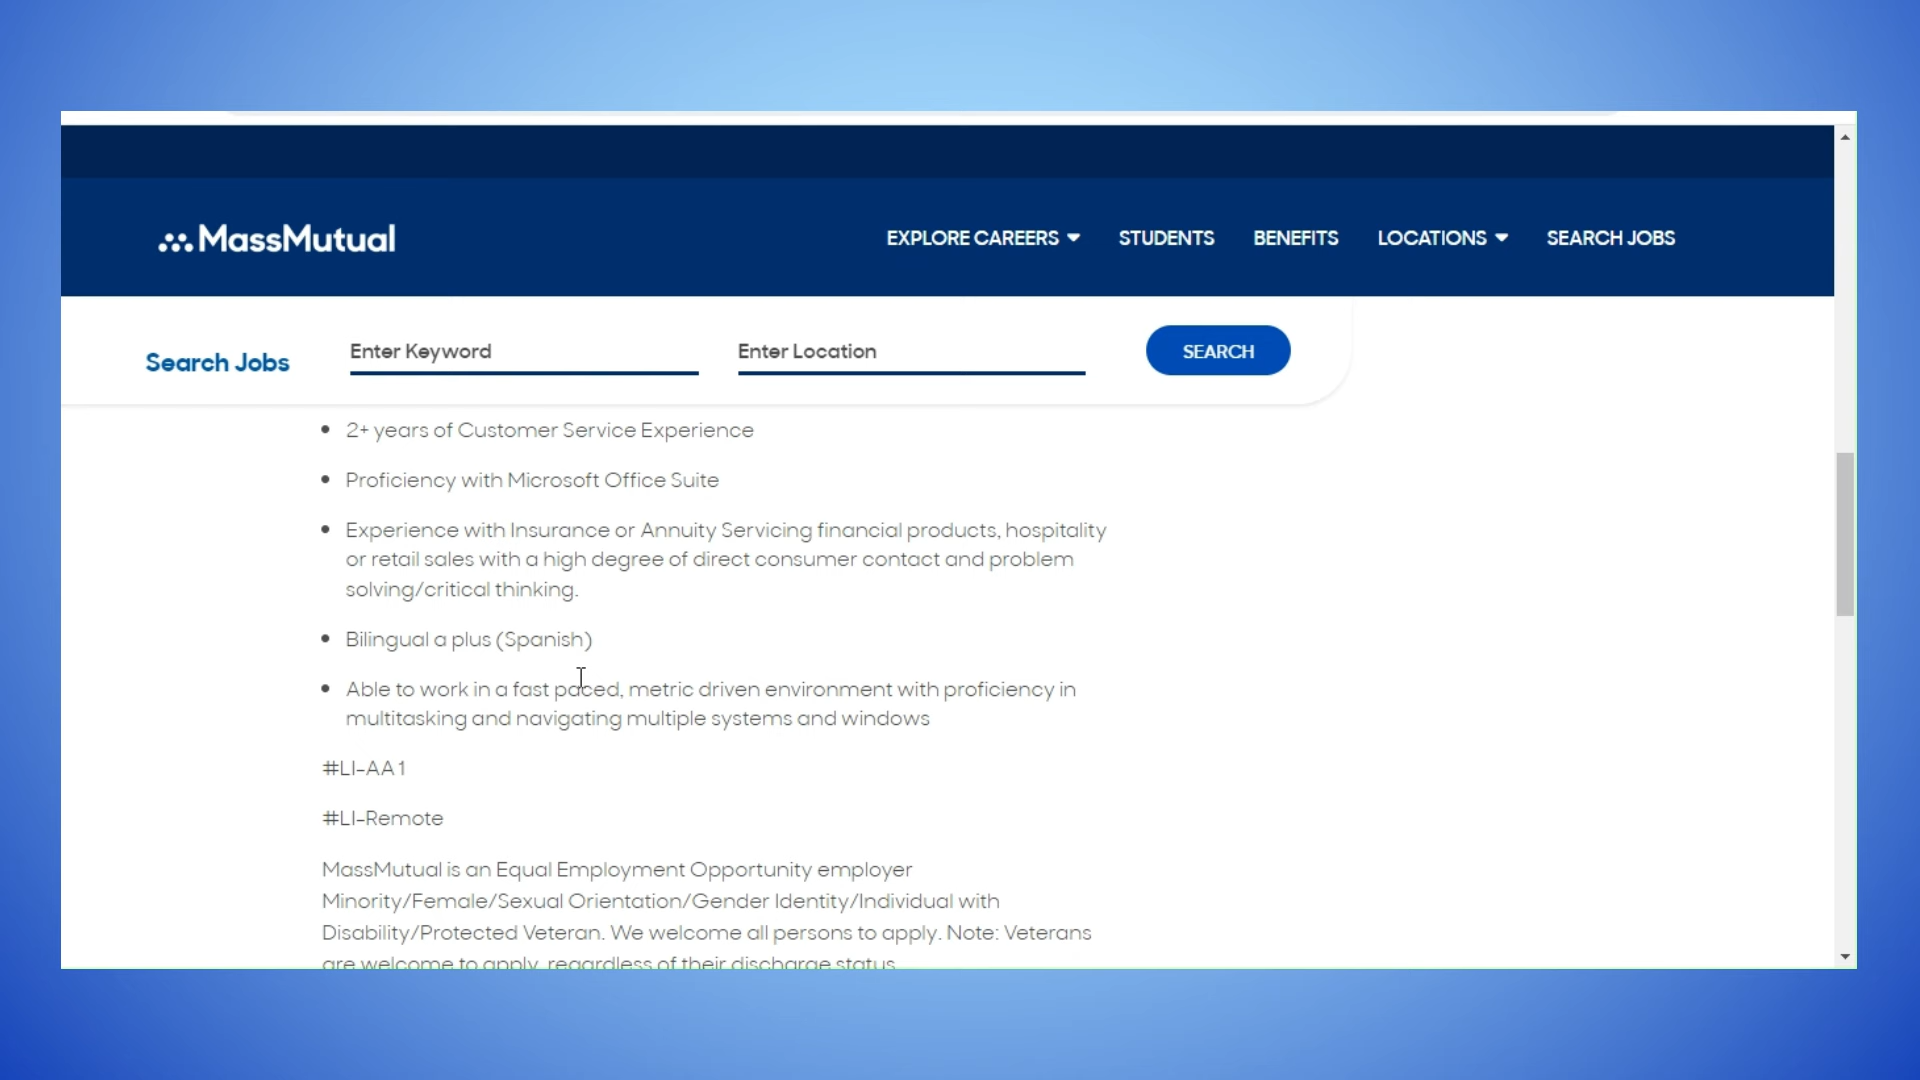 MassMutual
EXPLORE CAREERS
STUDENTS
BENEFITS
LOCATIONS
SEARCH JOBS
Search Jobs
Enter Keyword
Enter Location
SEARCH
2+ years of Customer Service Experience
Proficiency with Microsoft Office Suite
Experience with Insurance or Annuity Servicing financial products, hospitality
or retail sales with a high degree of direct consumer contact and problem
solving/critical thinking.
Bilingual a plus (Spanish)
Able to work in a fast paced, metric driven environment with proficiency in
multitasking and navigating multiple systems and windows
#LI-AA1
#LI-Remote
MassMutual is an Equal Employment Opportunity employer
Minority/Female/Sexual Orientation/Gender Identity/Individual with
Disability/Protected Veteran. We welcome all persons to apply. Note: Veterans
are welcome to apply, regardless of their discharge status